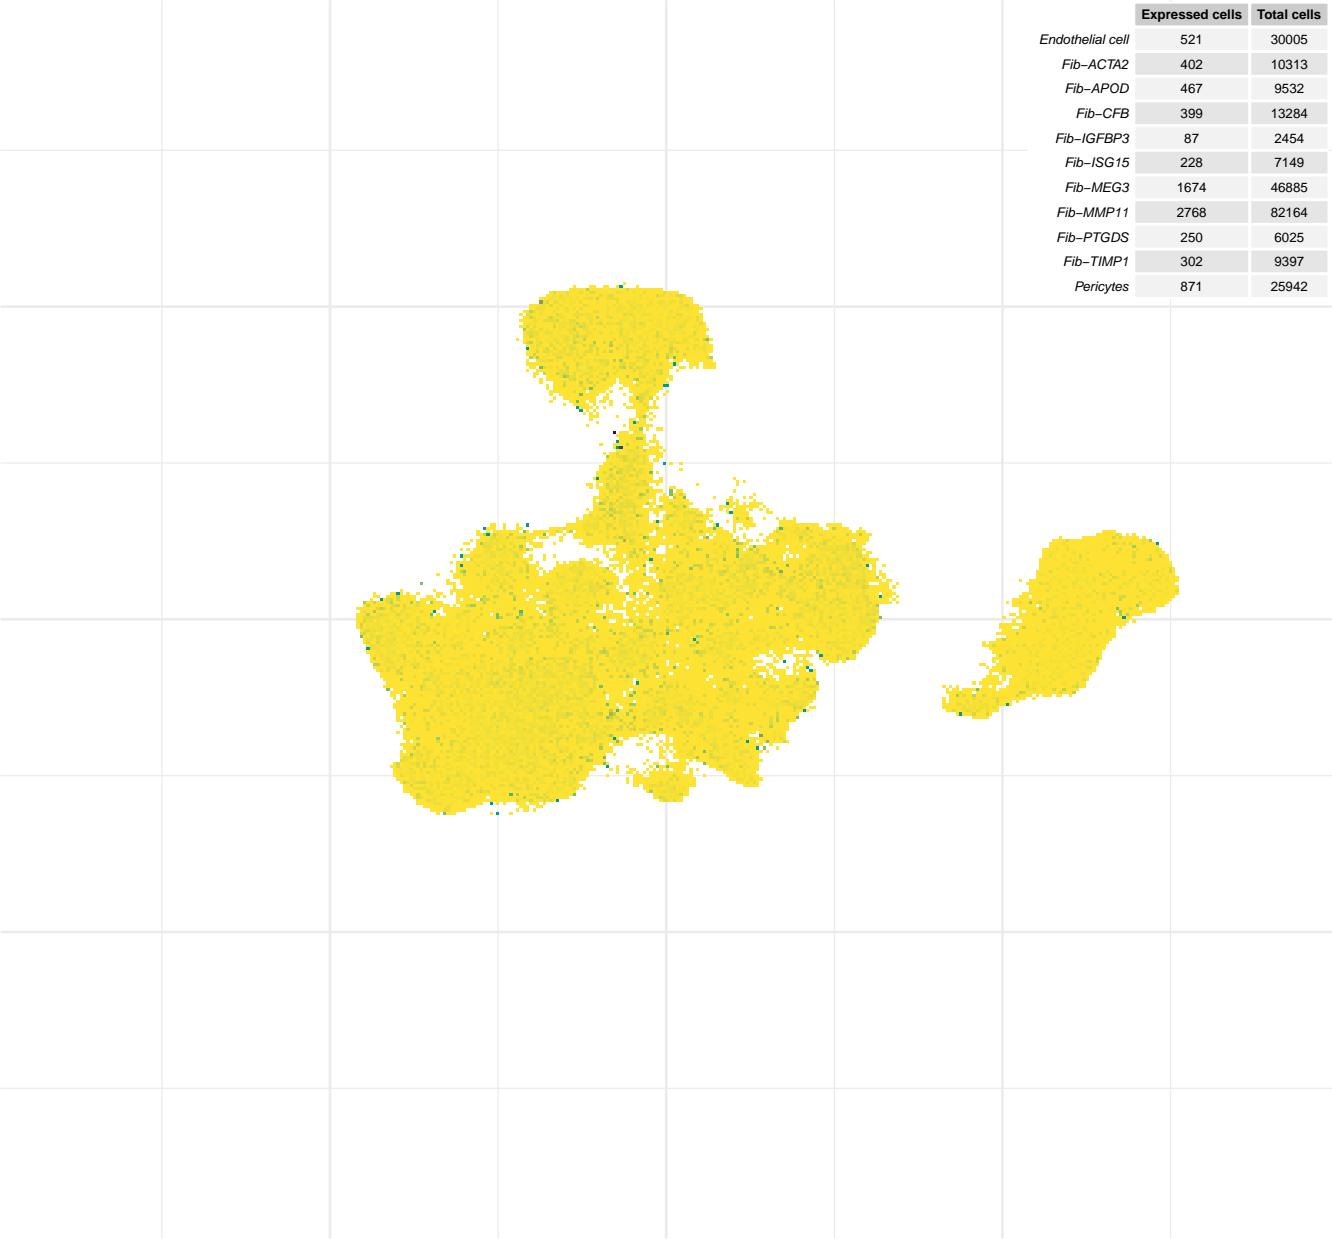 Expressed cells Total cells
Endothelial cell 521 30005
Fib−ACTA2 402 10313
Fib−APOD 467 9532
Fib−CFB 399 13284
Fib−IGFBP3 87 2454
Fib−ISG15 228 7149
Fib−MEG3 1674 46885
Fib−MMP11 2768 82164
Fib−PTGDS 250 6025
Fib−TIMP1 302 9397
Pericytes 871 25942